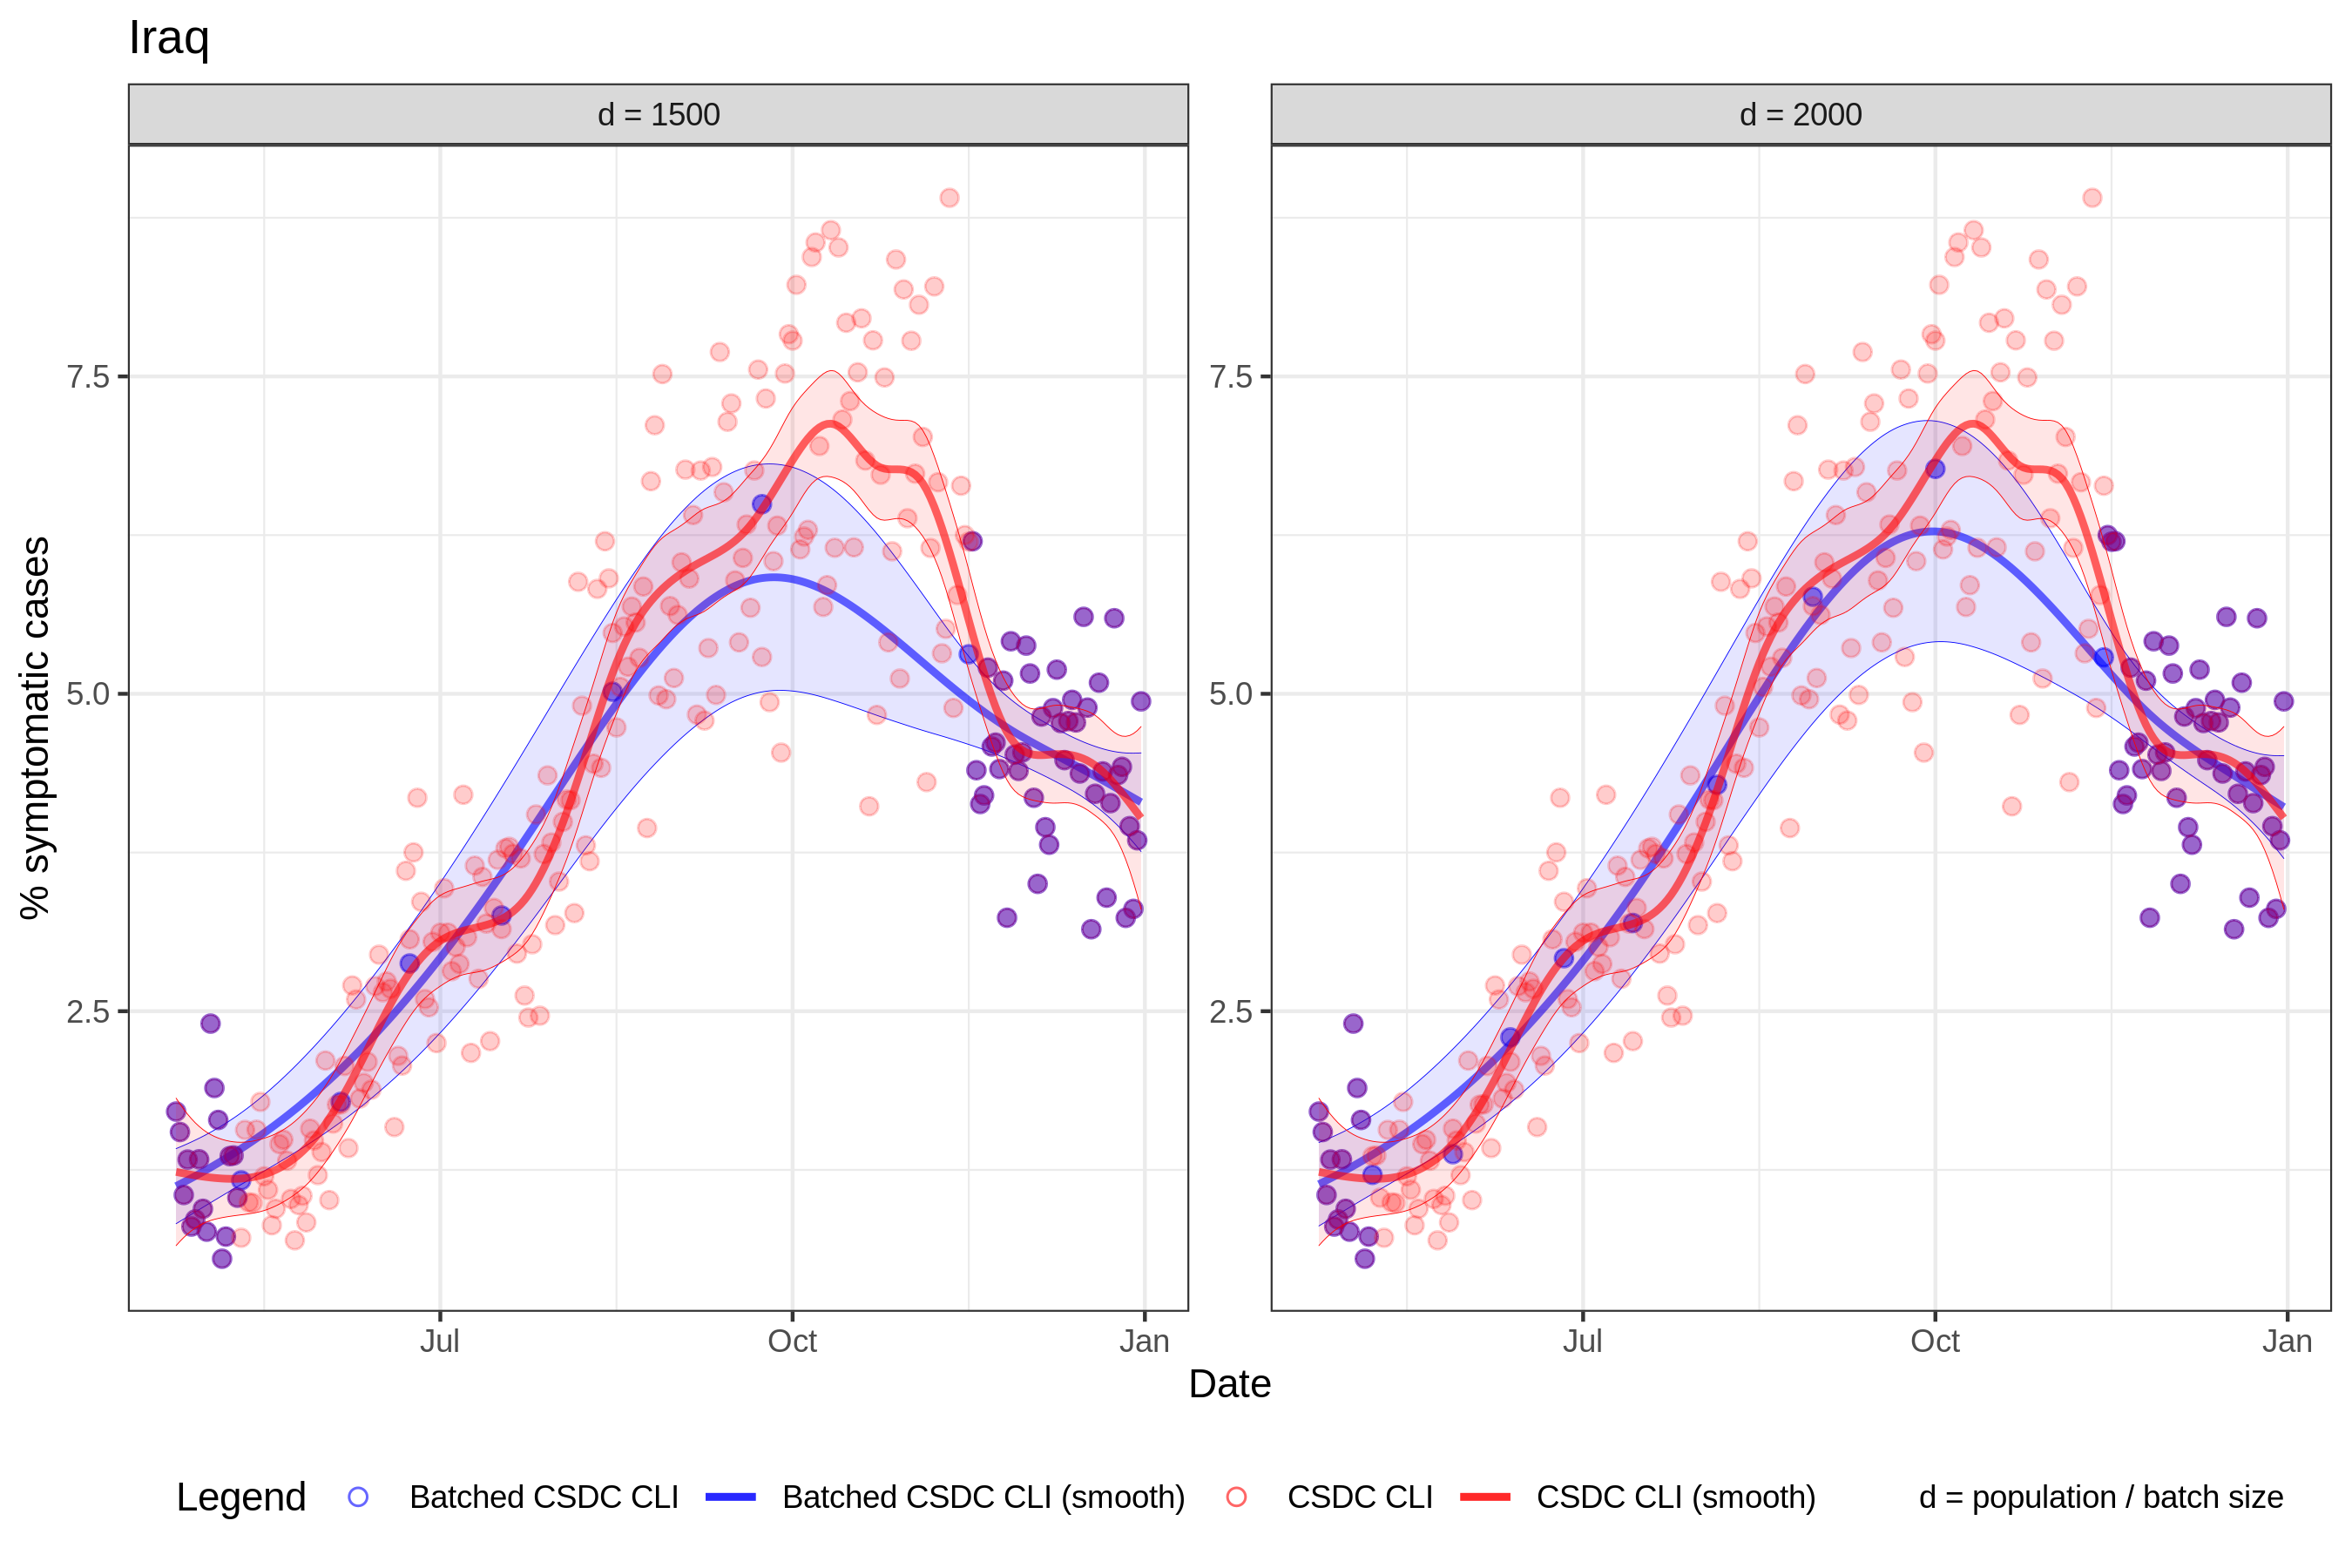 Iraq
d = 1500
d = 2000
% symptomatic cases
7.5
5.0
2.5
7.5
5.0
2.5
Jul
Oct
Jan
Jul
Oct
Jan
Date
Legend
Batched CSDC CLI
Batched CSDC CLI (smooth)
CSDC CLI
CSDC CLI (smooth)
d = population / batch size